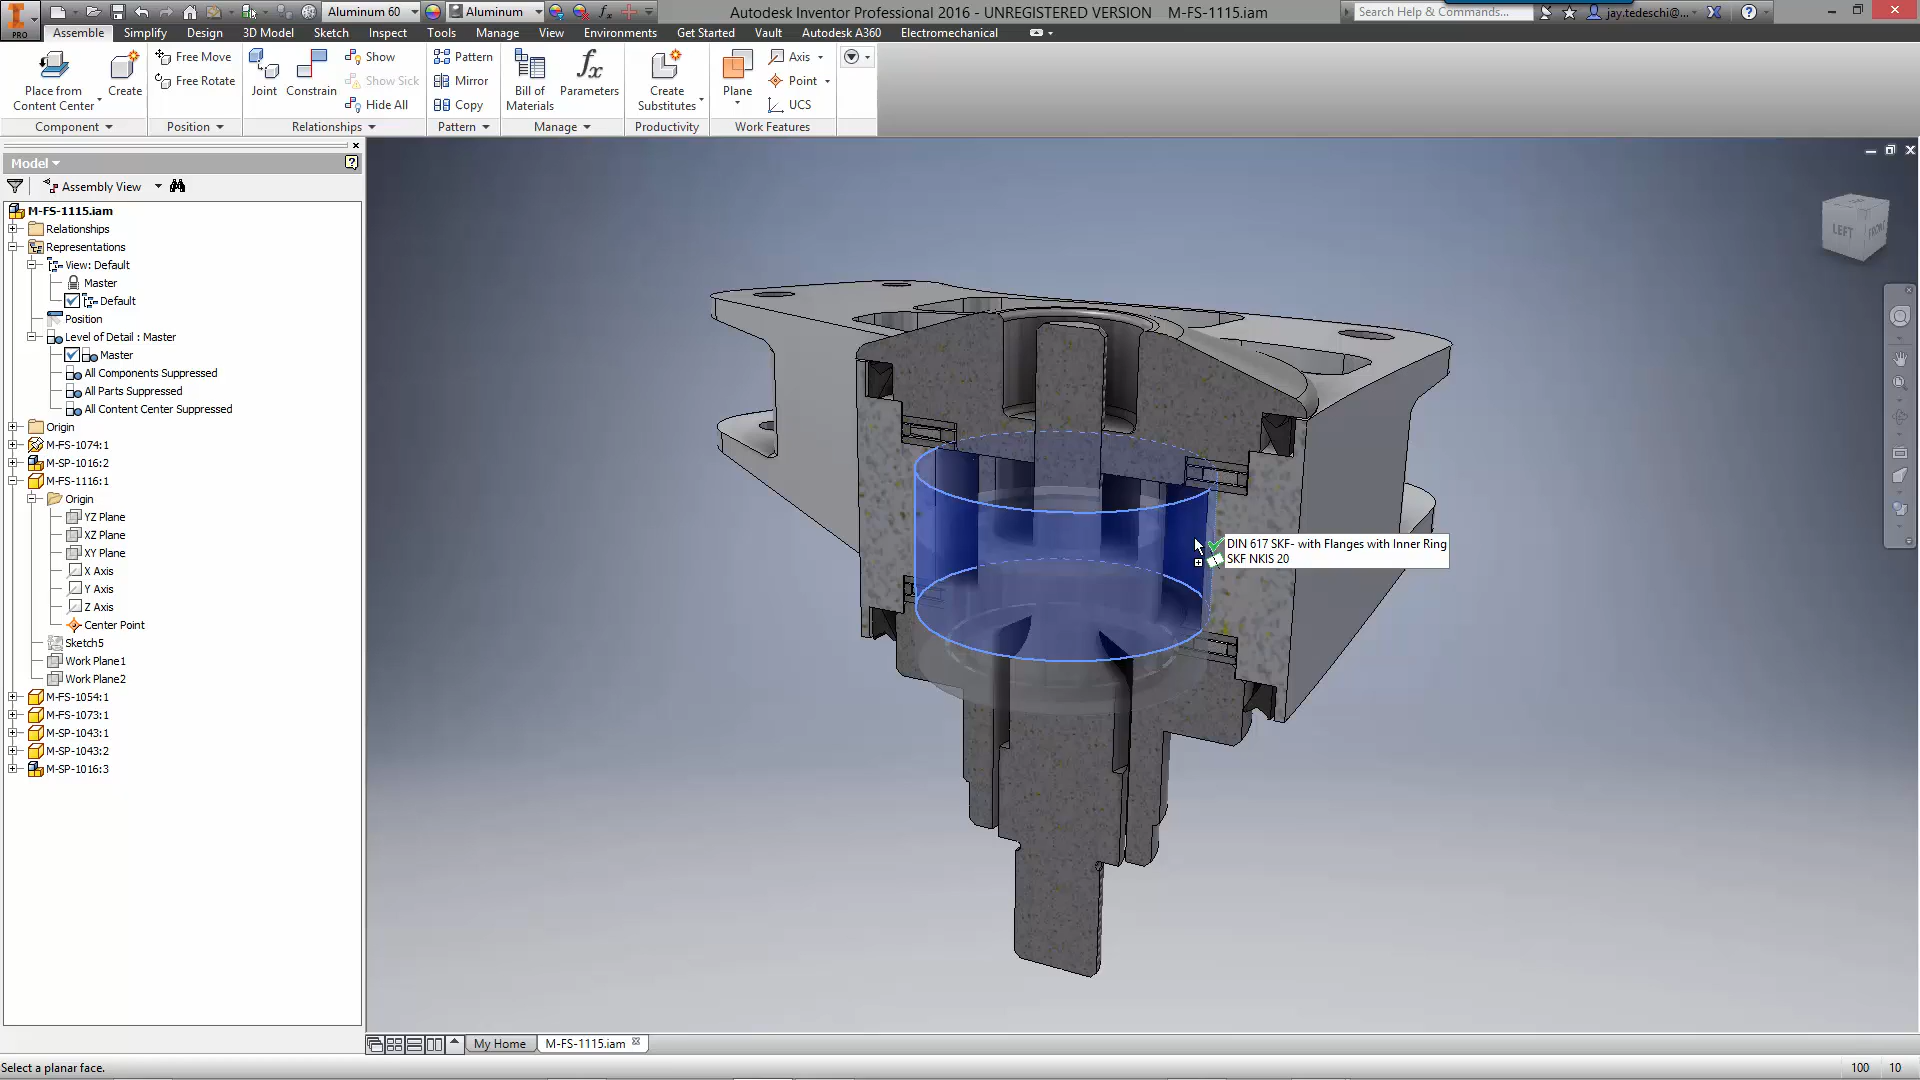 PRO
Aluminum 60
Aluminum
Autodesk Inventor Professional 2016 - UNREGISTERED VERSION M-FS-1115.iam
Search Help & Commands...
jay.tedeschi@...
Assemble Simplify Design 3D Model Sketch Inspect Tools Manage View Environments Get Started Vault Autodesk A360 Electromechanical
Place from
Content Center
Create
Free Move
Free Rotate
Joint
Constrain
Show
Show Sick
Hide All
Pattern
Mirror
Copy
Bill of
Materials
fx
Parameters
Create
Substitutes
Plane
Axis
Point
UCS
Component
Position
Relationships
Pattern
Manage
Productivity
Work Features
Model
Assembly View
M-FS-1115.iam
Relationships
Representations
View: Default
Master
Default
Position
Level of Detail : Master
Master
All Components Suppressed
All Parts Suppressed
All Content Center Suppressed
Origin
M-FS-1074:1
M-SP-1016:2
M-FS-1116:1
Origin
YZ Plane
XZ Plane
XY Plane
X Axis
Y Axis
Z Axis
Center Point
Sketch5
Work Plane1
Work Plane2
M-FS-1054:1
M-FS-1073:1
M-SP-1043:1
M-SP-1043:2
M-SP-1016:3
LEFT
FRONT
DIN 617 SKF- with Flanges with Inner Ring
SKF NKIS 20
My Home
M-FS-1115.iam
Select a planar face.
100 10